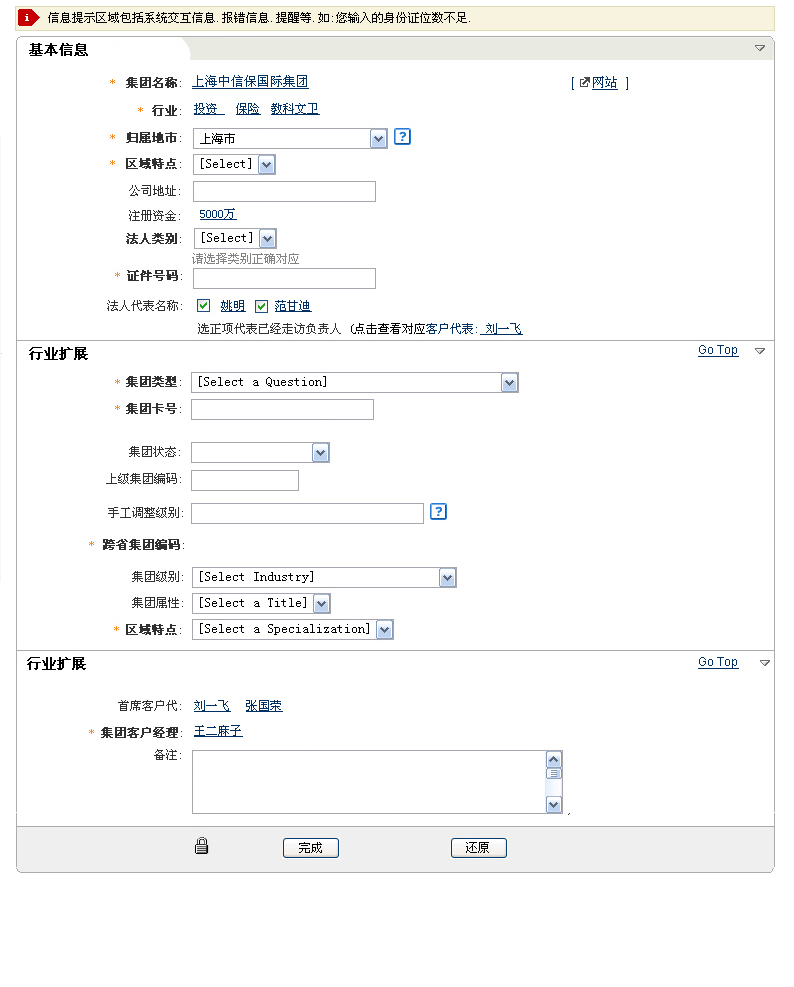 信息提示区域包括系统交互信息.报错信息.提醒等.如:您输入的身份证位数不足.
基本信息
* 集团名称: 上海中信保国际集团 [ 网站 ]
* 行业: 投资 保险 教科文卫
* 归属地市: 上海市 ?
* 区域特点: [Select]
公司地址:
注册资金: 5000万
法人类别: [Select]
请选择类别正确对应
* 证件号码:
法人代表名称: 姚明 范甘迪
选正项代表已经走访负责人 (点击查看对应客户代表: 刘一飞
行业扩展 Go Top
* 集团类型: [Select a Question]
* 集团卡号:
集团状态:
上级集团编码:
手工调整级别: ?
* 跨省集团编码:
集团级别: [Select Industry]
集团属性: [Select a Title]
* 区域特点: [Select a Specialization]
行业扩展 Go Top
首席客户代: 刘一飞 张国荣
* 集团客户经理: 王二麻子
备注:
完成 还原